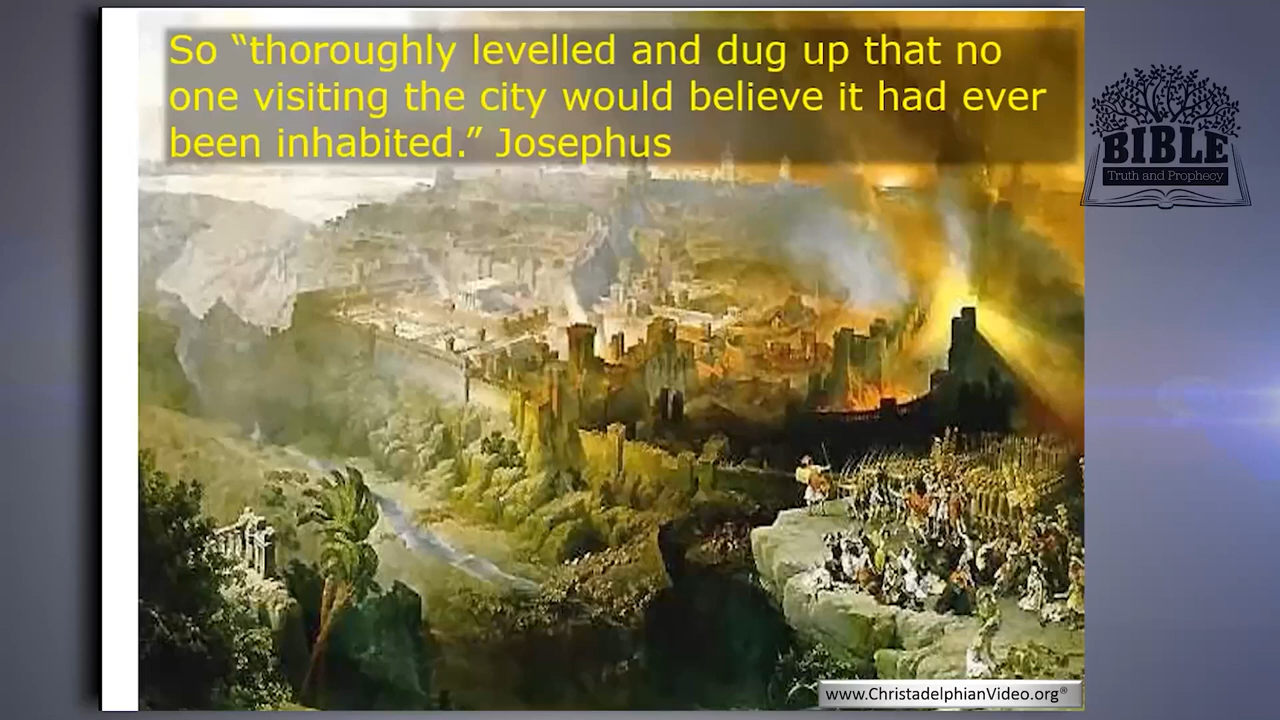 So “thoroughly levelled and dug up that no
one visiting the city would believe it had ever
been inhabited.” Josephus
BIBLE
Truth and Prophecy
www.ChristadelphianVideo.org®